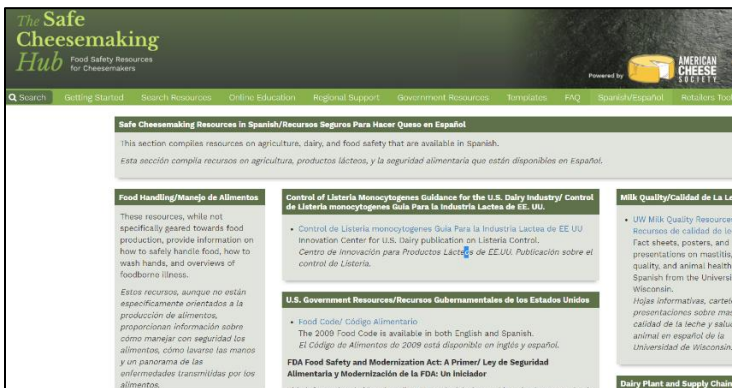 The Safe
Cheesemaking
Hub Food Safety Resources
for Cheesemakers
Powered by
AMERICAN
CHEESE
SOCIETY
Search Getting Started Search Resources Online Education Regional Support Government Resources Templates FAQ Spanish/Español Retailers Tool
Safe Cheesemaking Resources in Spanish/Recursos Seguros Para Hacer Queso en Español
This section compiles resources on agriculture, dairy, and food safety that are available in Spanish.
Esta sección compila recursos en agricultura, productos lácteos, y la seguridad alimentaria que están disponibles en Español.
Food Handling/Manejo de Alimentos
These resources, while not
specifically geared towards food
production, provide information on
how to safely handle food, how to
wash hands, and overviews of
foodborne illness.
Estos recursos, aunque no están
específicamente orientados a la
producción de alimentos,
proporcionan información sobre
cómo manejar con seguridad los
alimentos, cómo lavarse las manos
y un panorama de las
enfermedades transmitidas por los
alimentos.
Control of Listeria Monocytogenes Guidance for the U.S. Dairy Industry/ Control
de Listeria monocytogenes Guia Para la Industria Lactea de EE. UU.
• Control de Listeria monocytogenes Guia Para la Industria Lactea de EE UU
Innovation Center for U.S. Dairy publication on Listeria Control.
Centro de Innovación para Productos Lácteos de EE.UU. Publicación sobre el
control de Listeria.
U.S. Government Resources/Recursos Gubernamentales de los Estados Unidos
• Food Code/ Código Alimentario
The 2009 Food Code is available in both English and Spanish.
El Código de Alimentos de 2009 está disponible en inglés y español.
FDA Food Safety and Modernization Act: A Primer/ Ley de Seguridad
Alimentaria y Modernización de la FDA: Un Iniciador
Milk Quality/Calidad de La Le
• UW Milk Quality Resource
Recursos de calidad de le
Fact sheets, posters, and
presentations on mastitis,
quality, and animal health
Spanish from the Universi
Wisconsin.
Hojas informativas, cartele
presentaciones sobre mas
calidad de la leche y salud
animal en español de la
Universidad de Wisconsin.
Dairy Plant and Supply Chain